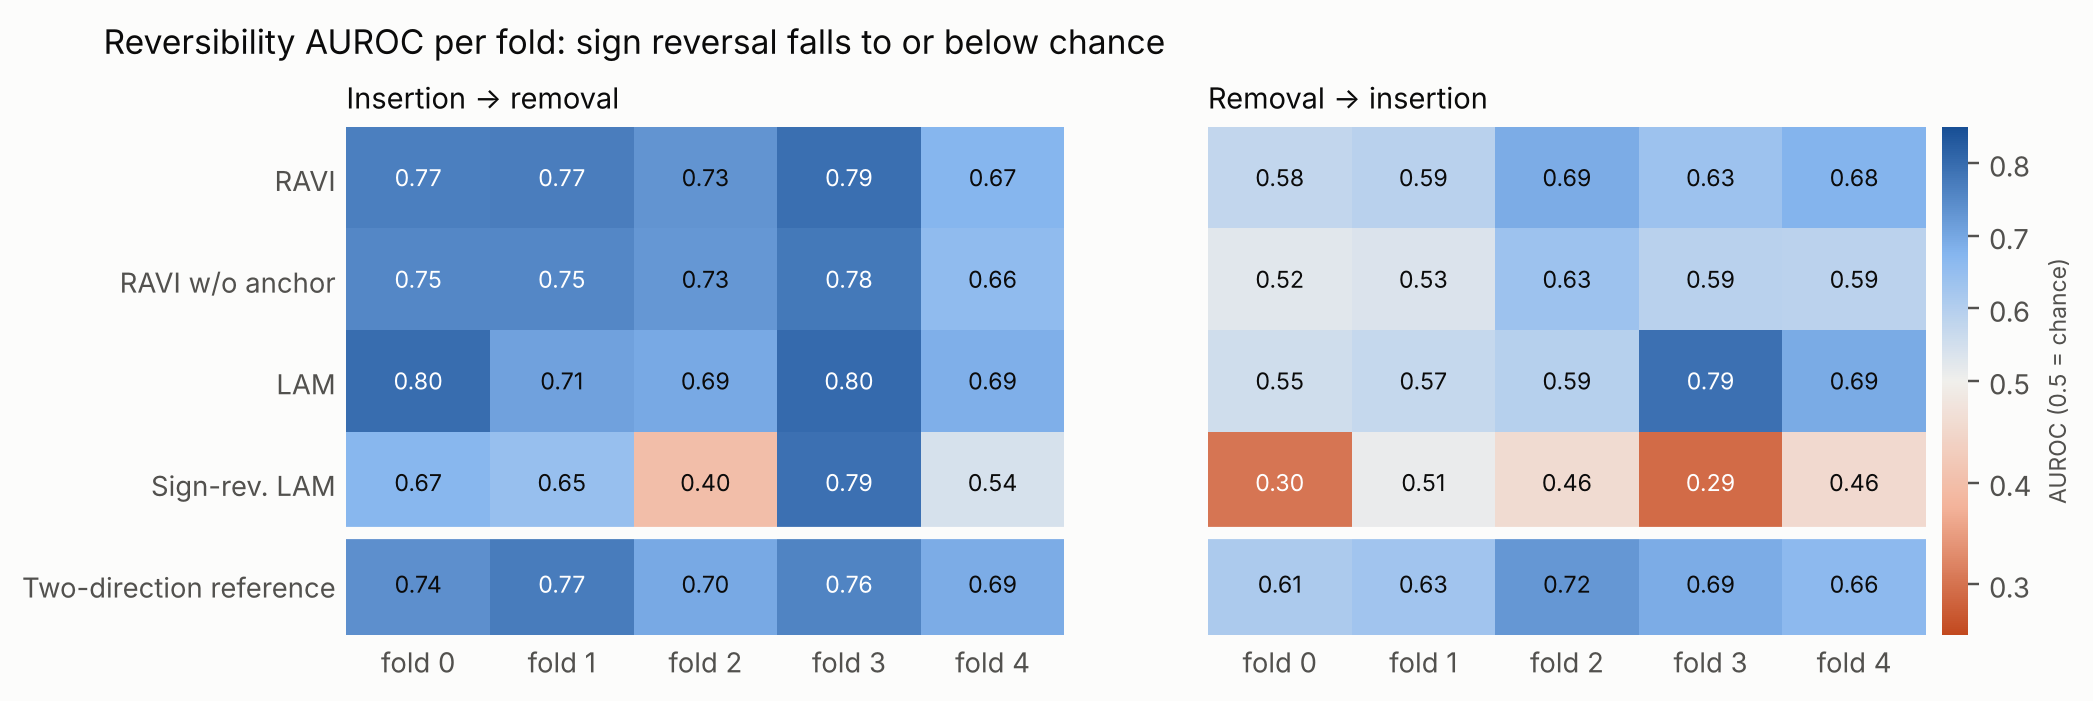 Reversibility AUROC per fold: sign reversal falls to or below chance
Insertion → removal
Removal → insertion
RAVI
0.77 0.77 0.73 0.79 0.67
0.58 0.59 0.69 0.63 0.68
RAVI w/o anchor
0.75 0.75 0.73 0.78 0.66
0.52 0.53 0.63 0.59 0.59
LAM
0.80 0.71 0.69 0.80 0.69
0.55 0.57 0.59 0.79 0.69
Sign-rev. LAM
0.67 0.65 0.40 0.79 0.54
0.30 0.51 0.46 0.29 0.46
Two-direction reference
0.74 0.77 0.70 0.76 0.69
0.61 0.63 0.72 0.69 0.66
fold 0 fold 1 fold 2 fold 3 fold 4
fold 0 fold 1 fold 2 fold 3 fold 4
0.8
0.7
0.6
0.5
0.4
0.3
AUROC (0.5 = chance)